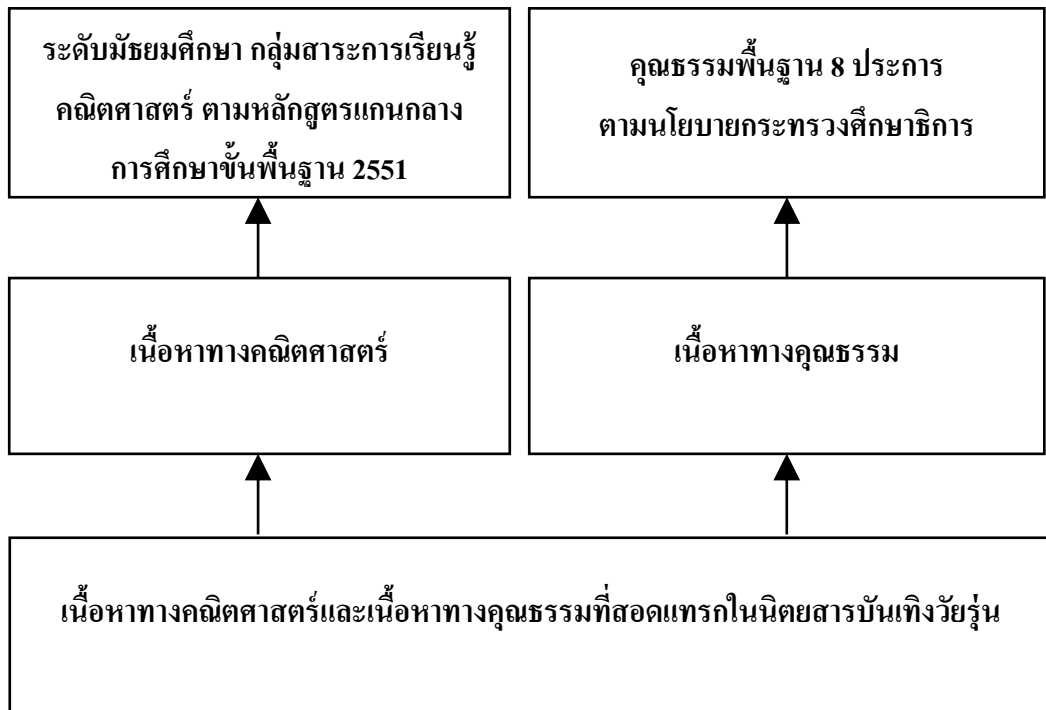 ระดับมัธยมศึกษา กลุ่มสาระการเรียนรู้
คณิตศาสตร์ ตามหลักสูตรแกนกลาง
การศึกษาขั้นพื้นฐาน 2551
คุณธรรมพื้นฐาน 8 ประการ
ตามนโยบายกระทรวงศึกษาธิการ
เนื้อหาทางคณิตศาสตร์
เนื้อหาทางคุณธรรม
เนื้อหาทางคณิตศาสตร์และเนื้อหาทางคุณธรรมที่สอดแทรกในนิตยสารบันเทิงวัยรุ่น